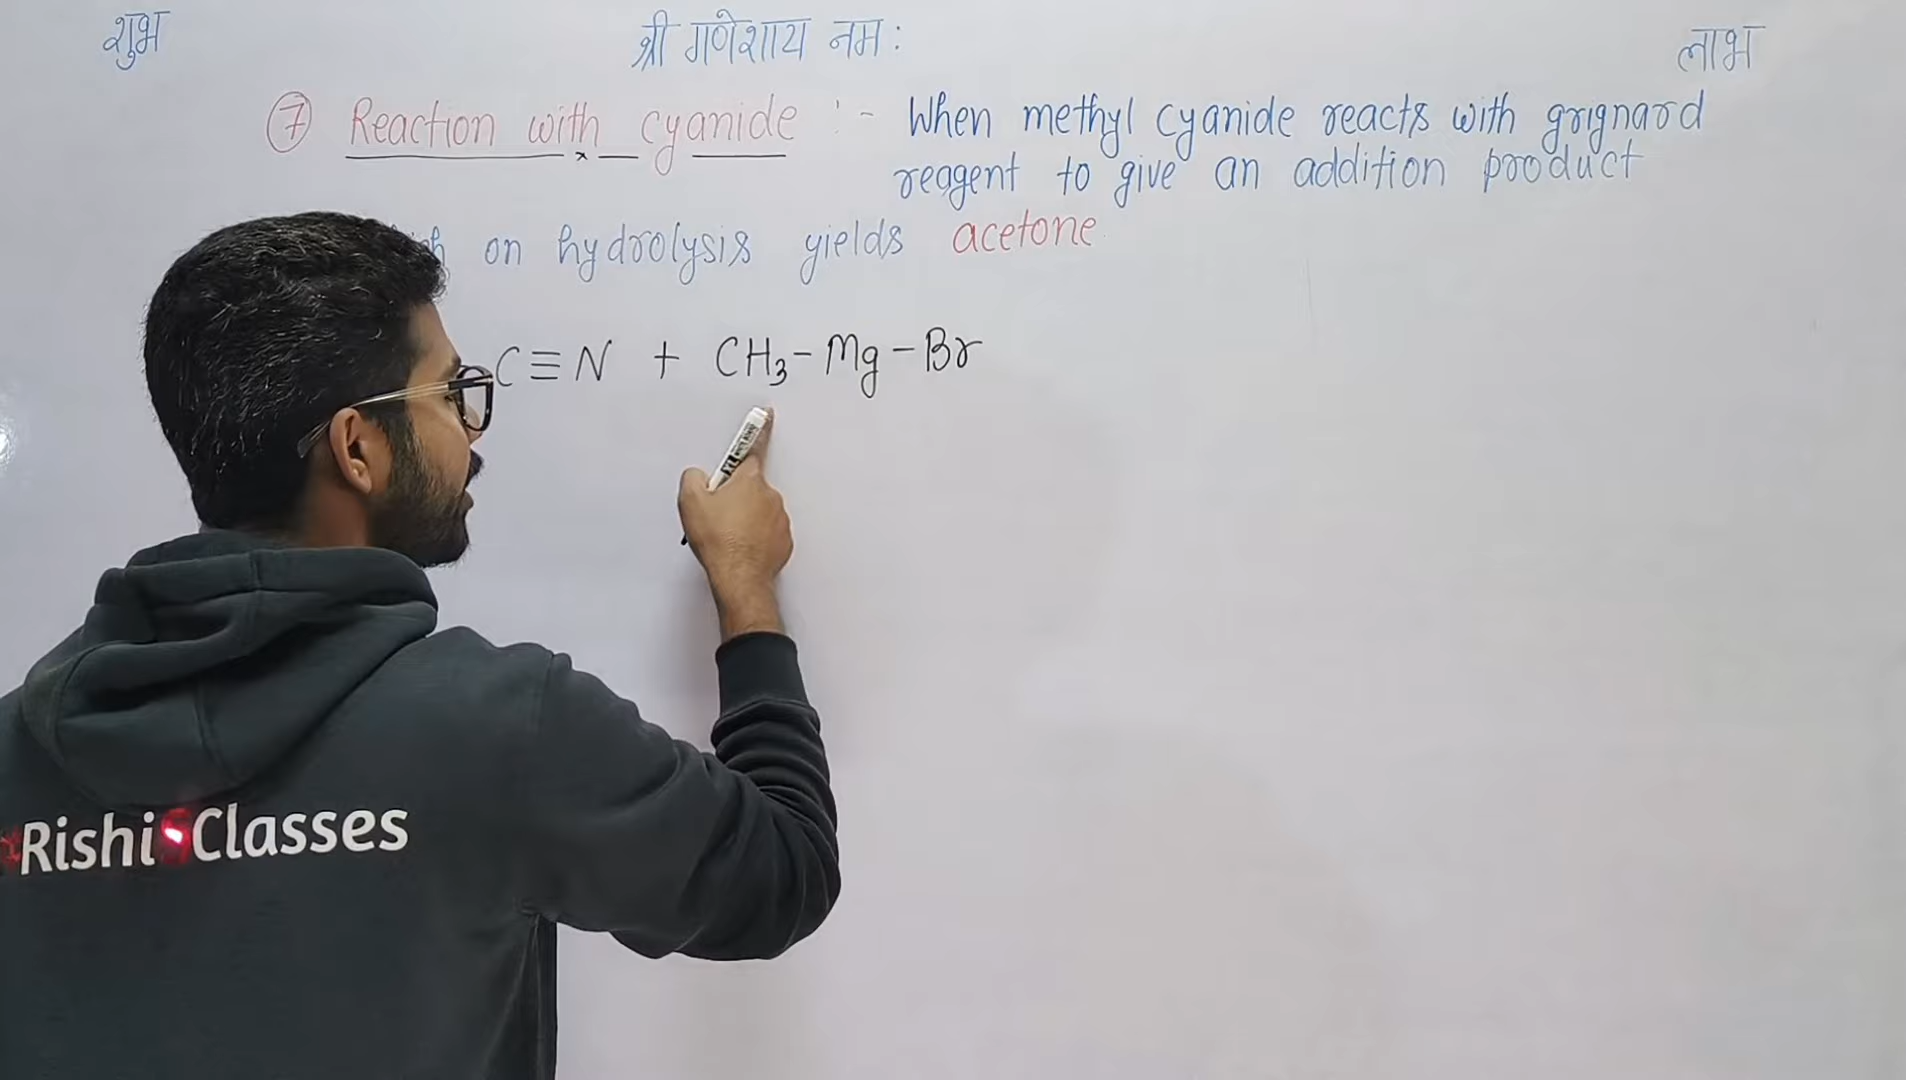 शुभ श्री गणेशाय नम: लाभ
⑦ Reaction with cyanide :- When methyl cyanide reacts with grignard
reagent to give an addition product
on hydrolysis yields acetone
C≡N + CH₃-Mg-Br
Rishi Classes